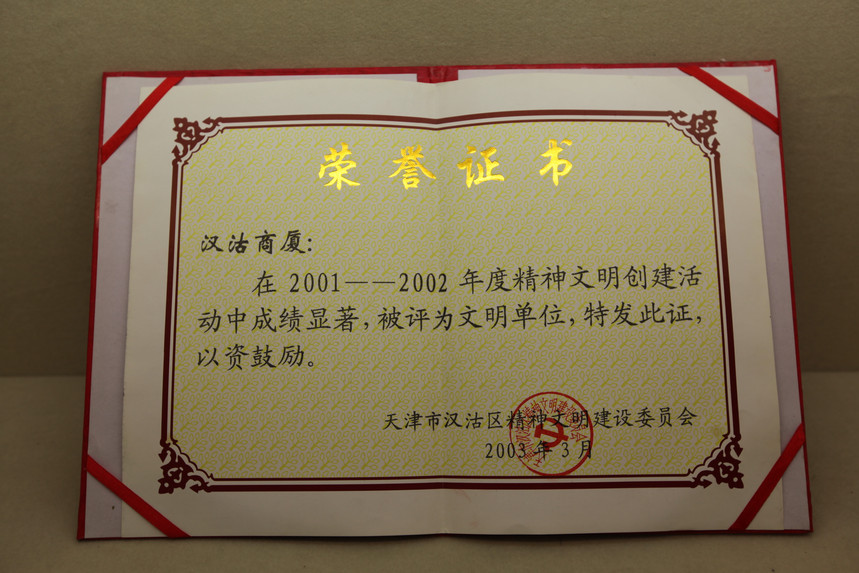 荣誉证书
汉沽商厦：
在 2001——2002 年度精神文明创建活
动中成绩显著，被评为文明单位，特发此证，
以资鼓励。
天津市汉沽区精神文明建设委员会
2003 年 3 月